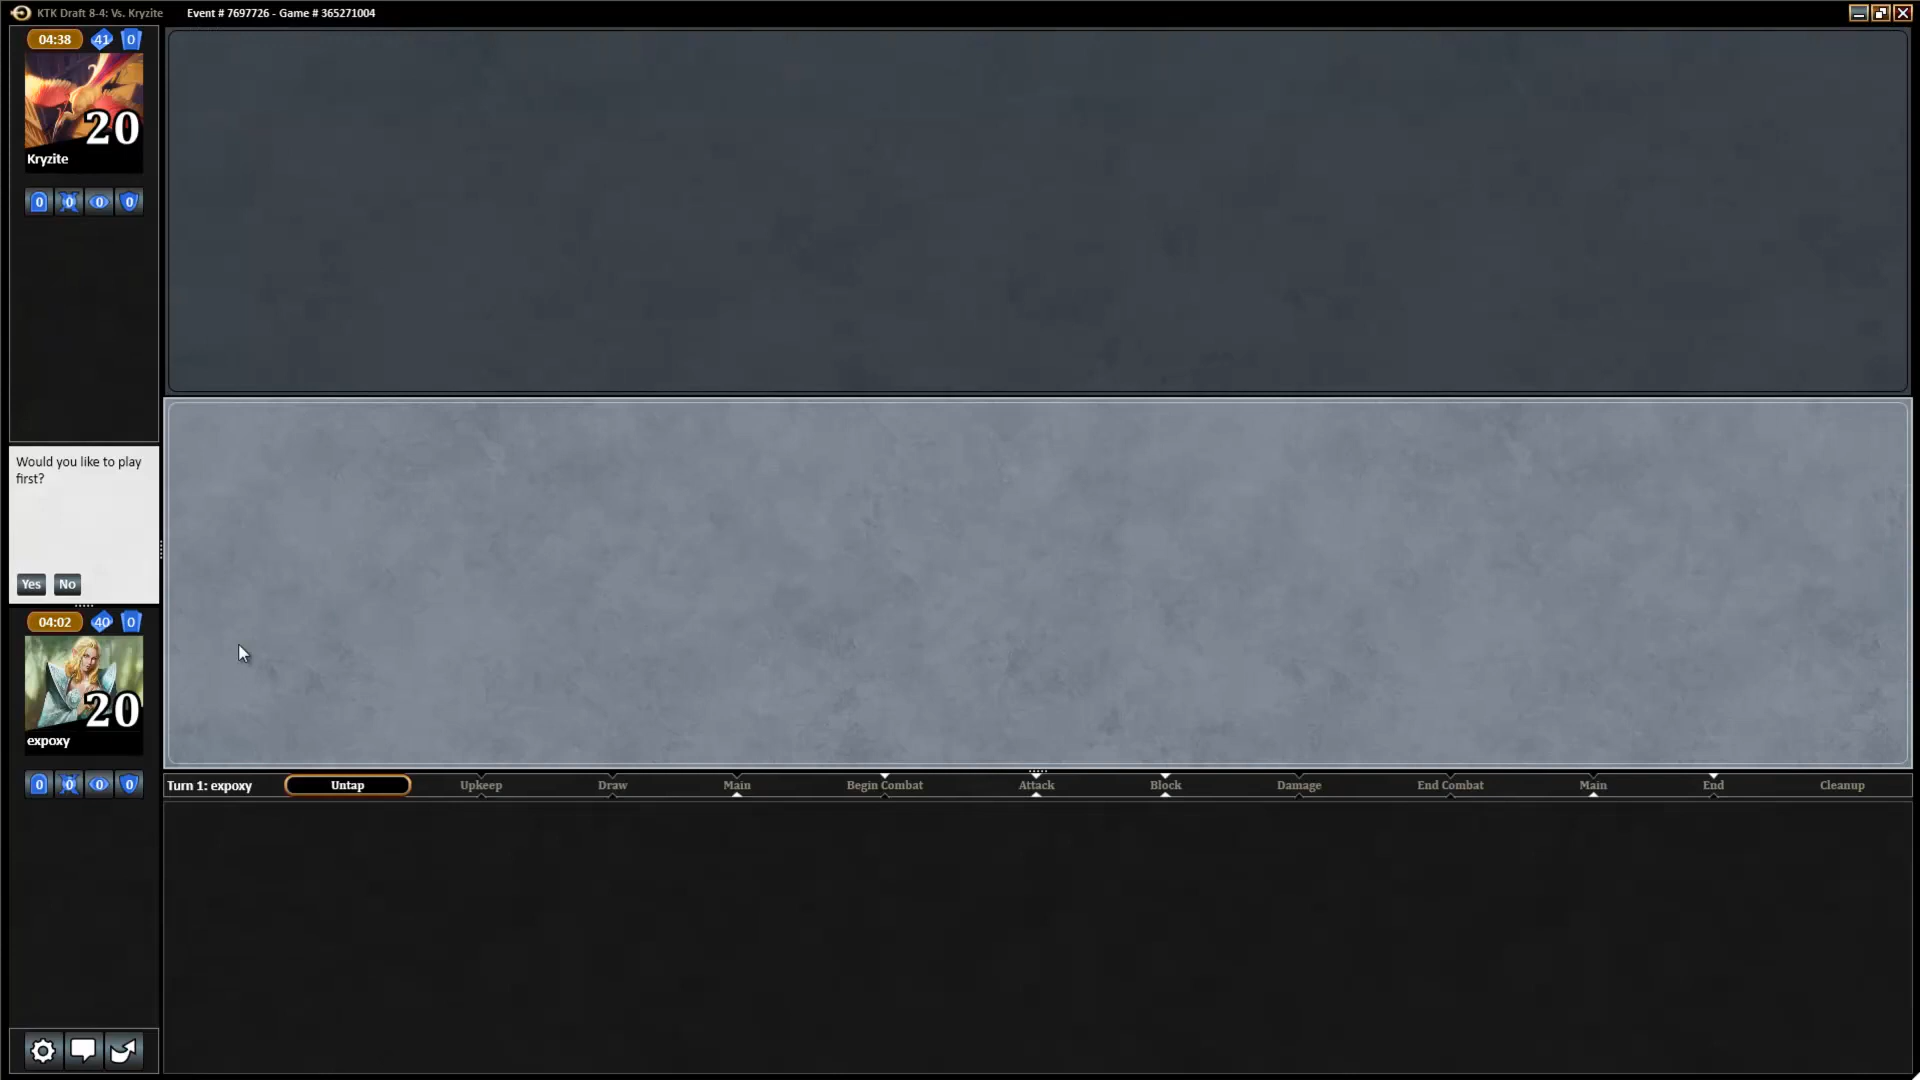 KTK Draft 8-4: Vs. Kryzite Event # 7697726 - Game # 365271004
04:38 41 0
20
Kryzite
0 0 0 0
Would you like to play
first?
Yes No
04:02 40 0
20
expoxy
0 0 0 0
Turn 1: expoxy Untap Upkeep Draw Main Begin Combat Attack Block Damage End Combat Main End Cleanup